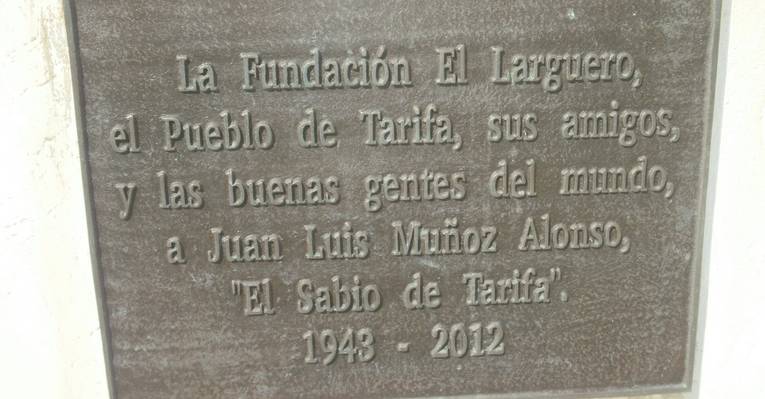 La Fundación El Larguero,
el Pueblo de Tarifa, sus amigos,
y las buenas gentes del mundo,
a Juan Luis Muñoz Alonso,
"El Sabio de Tarifa".
1943 - 2012